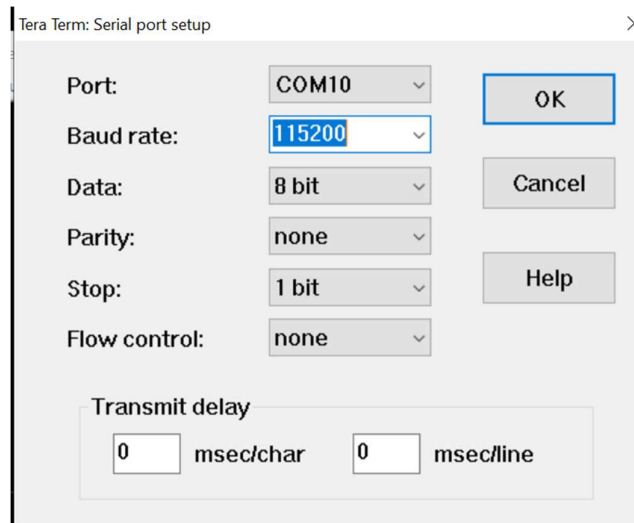 Tera Term: Serial port setup
Port: COM10
OK
Baud rate: 115200
Data: 8 bit
Cancel
Parity: none
Stop: 1 bit
Help
Flow control: none
Transmit delay
0 msec/char 0 msec/line